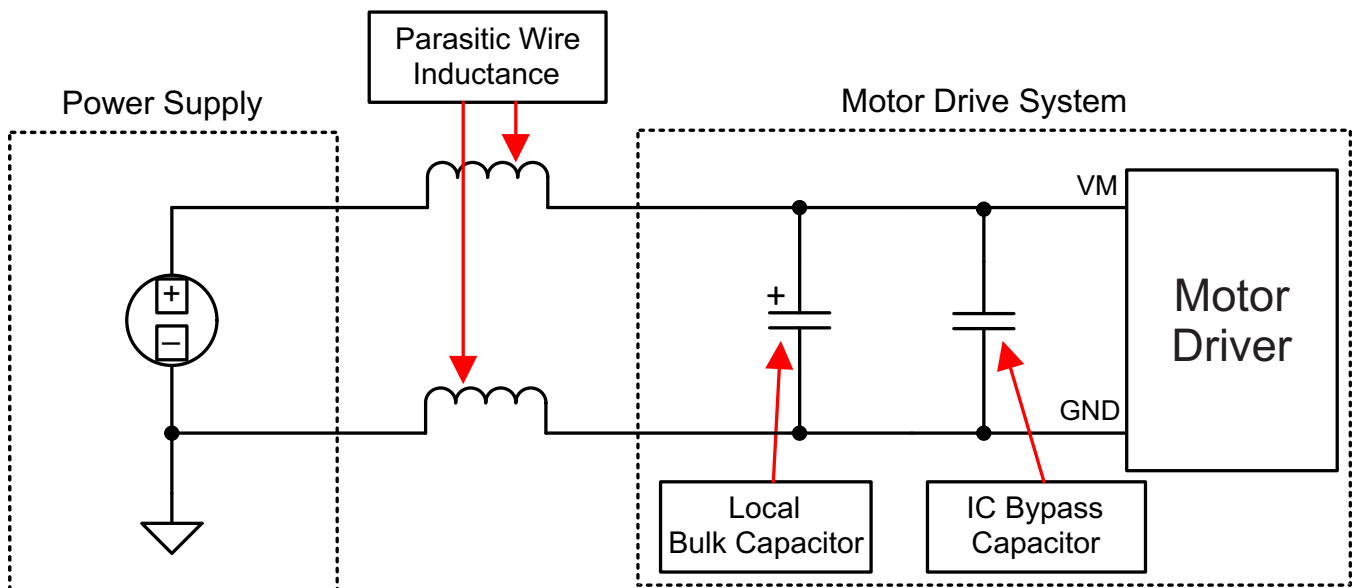 Parasitic Wire
Inductance
Power Supply
Motor Drive System
VM
+
−
+
Motor
Driver
GND
Local
Bulk Capacitor
IC Bypass
Capacitor